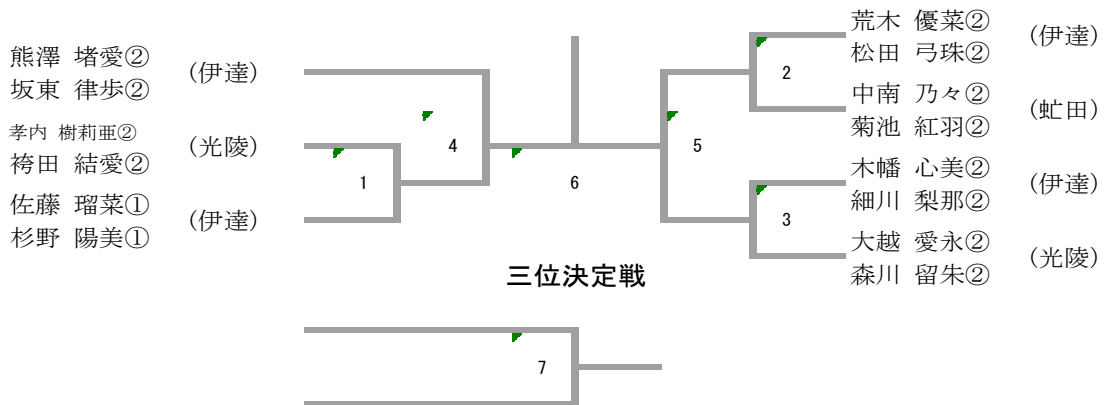 熊澤 堵愛②
坂東 律歩②
(伊達)
孝内 樹莉亜②
袴田 結愛②
(光陵)
佐藤 瑠菜①
杉野 陽美①
(伊達)
1
4
6
5
2
3
荒木 優菜②
松田 弓珠②
(伊達)
中南 乃々②
菊池 紅羽②
(虻田)
木幡 心美②
細川 梨那②
(伊達)
大越 愛永②
森川 留朱②
(光陵)
三位決定戦
7